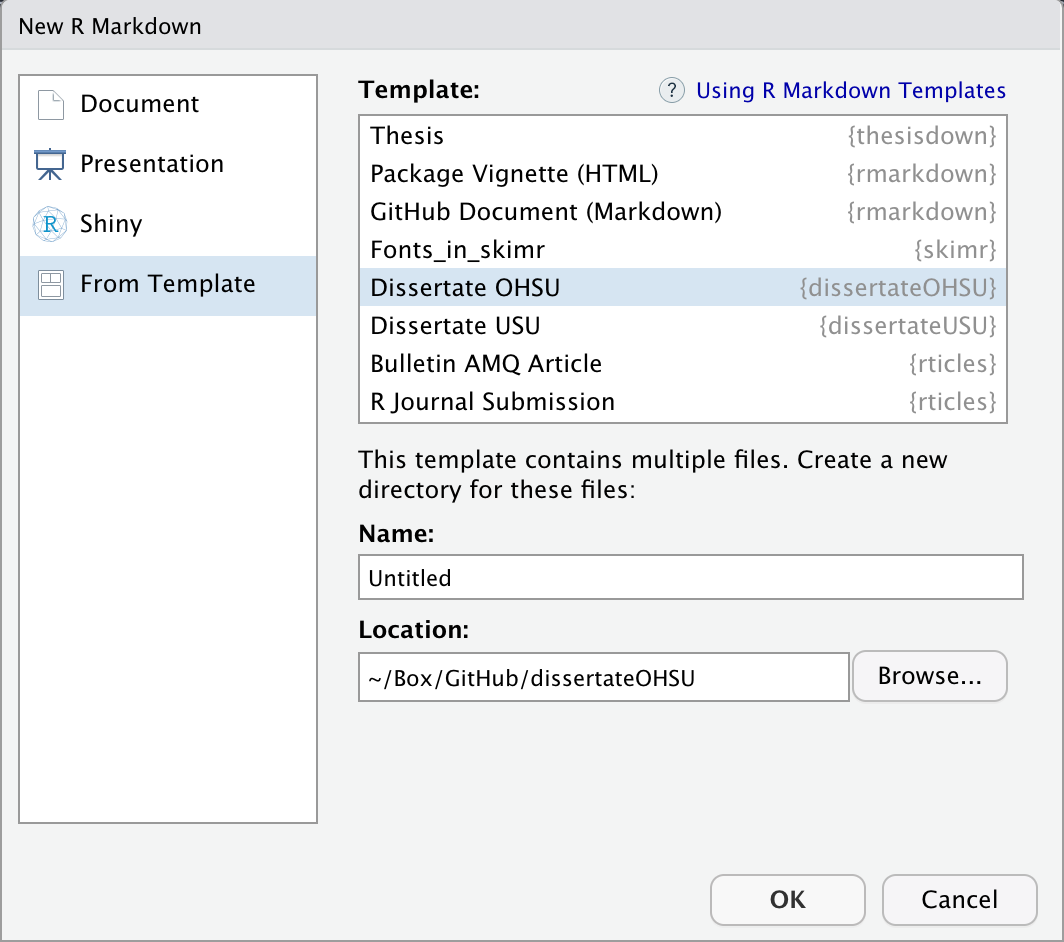 New R Markdown
Document
Presentation
R Shiny
From Template
Template: ? Using R Markdown Templates
Thesis {thesisdown}
Package Vignette (HTML) {rmarkdown}
GitHub Document (Markdown) {rmarkdown}
Fonts_in_skimr {skimr}
Dissertate OHSU {dissertateOHSU}
Dissertate USU {dissertateUSU}
Bulletin AMQ Article {rticles}
R Journal Submission {rticles}
This template contains multiple files. Create a new
directory for these files:
Name:
Untitled
Location:
~/Box/GitHub/dissertateOHSU Browse...
OK Cancel